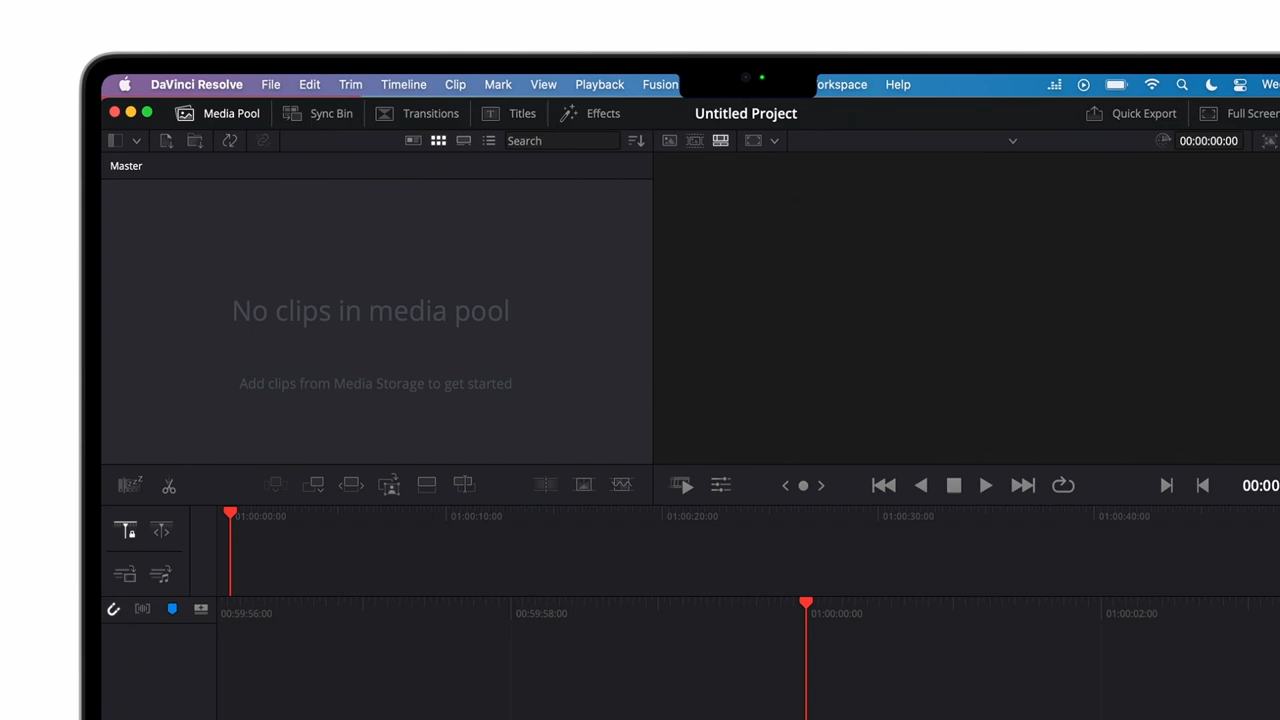 DaVinci Resolve File Edit Trim Timeline Clip Mark View Playback Fusion orkspace Help We
Media Pool Sync Bin Transitions Titles Effects Untitled Project Quick Export Full Screen
Search 00:00:00:00
Master
No clips in media pool
Add clips from Media Storage to get started
00:00
01:00:00:00 01:00:10:00 01:00:20:00 01:00:30:00 01:00:40:00
00:59:56:00 00:59:58:00 01:00:00:00 01:00:02:00